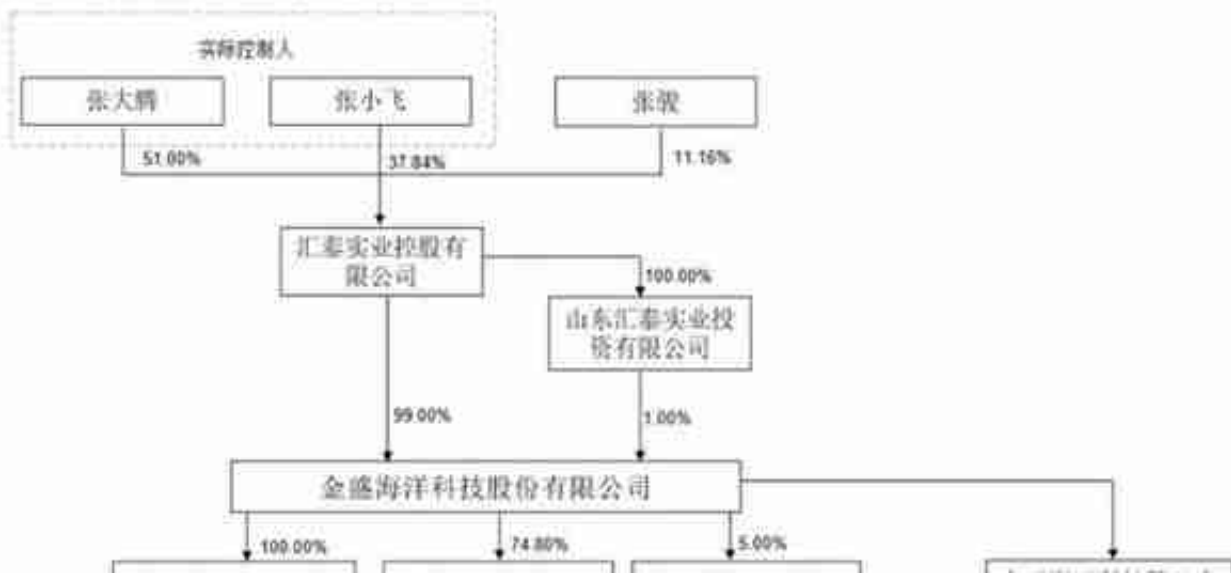 实际控制人
张大腾
张小飞
张骏
51.00%
37.84%
11.16%
汇泰实业控股有
限公司
100.00%
山东汇泰实业投
资有限公司
99.00%
1.00%
金盛海洋科技股份有限公司
100.00%
74.80%
5.00%